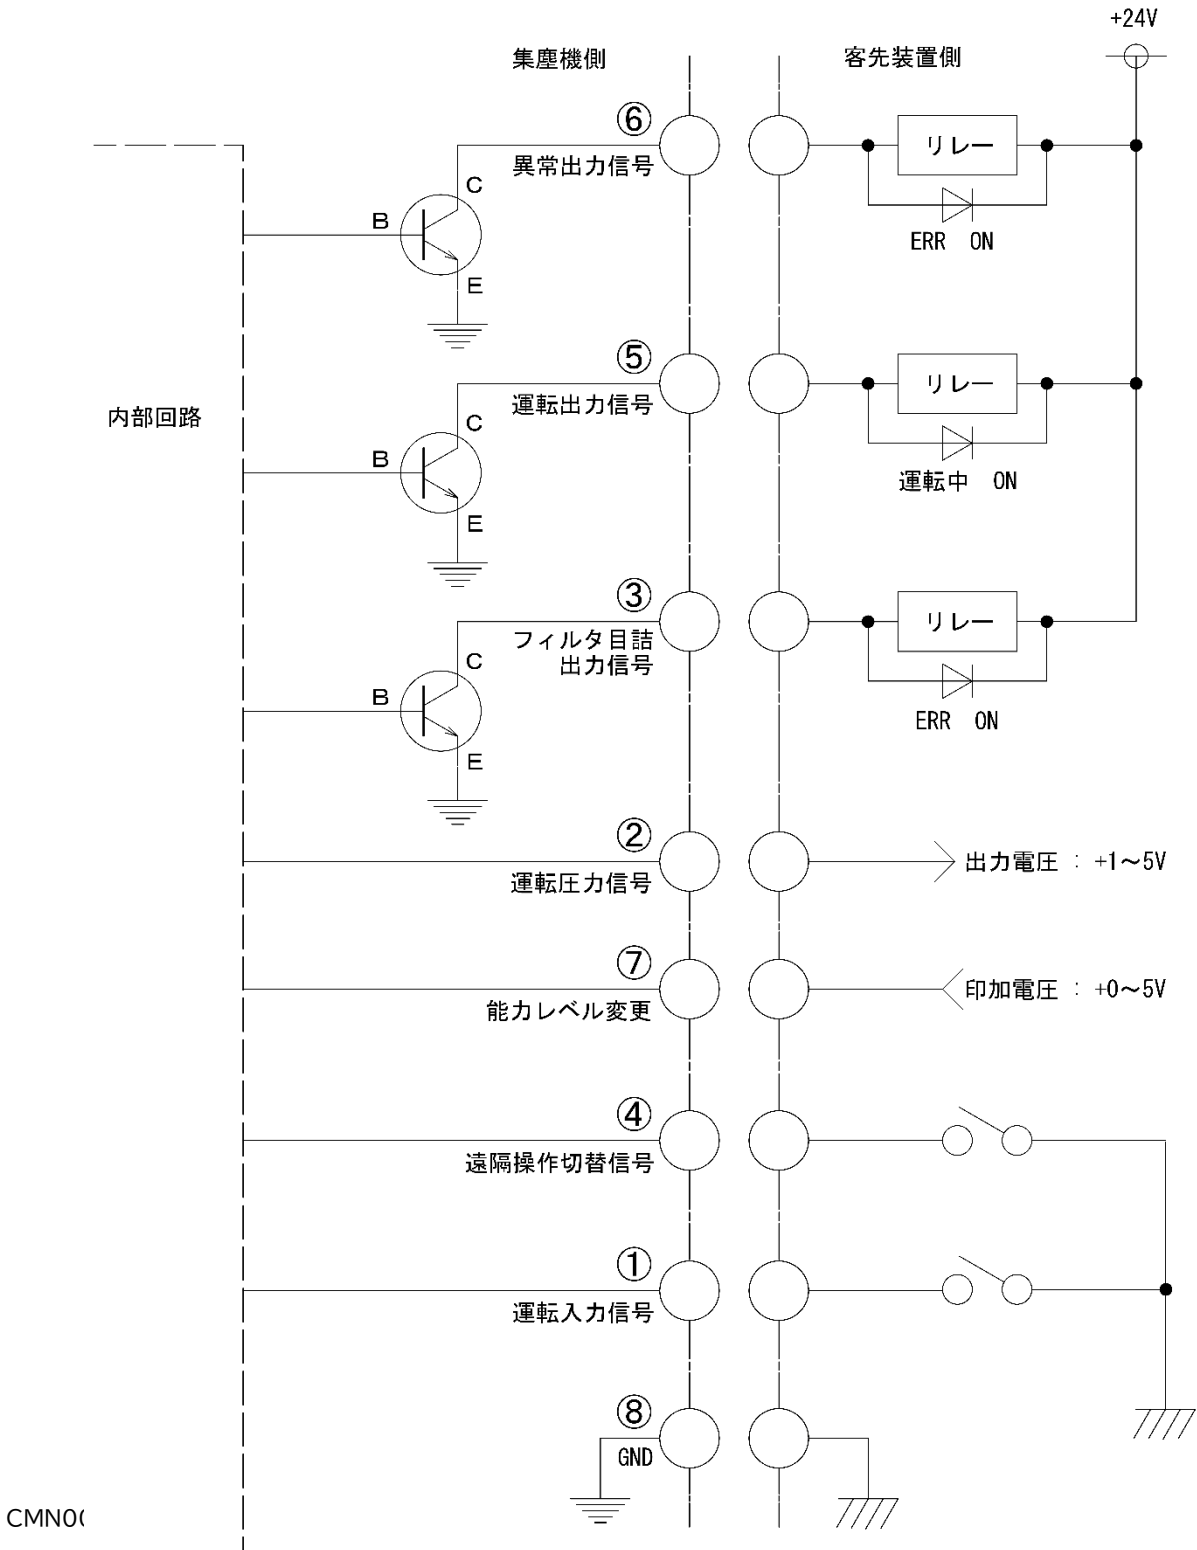 +24V
集塵機側
客先装置側
⑥
異常出力信号
リレー
C
B
E
ERR ON
⑤
運転出力信号
リレー
内部回路
C
B
E
運転中 ON
③
フィルタ目詰
出力信号
リレー
C
B
E
ERR ON
②
運転圧力信号
出力電圧 : +1～5V
⑦
能力レベル変更
印加電圧 : +0～5V
④
遠隔操作切替信号
①
運転入力信号
⑧
GND